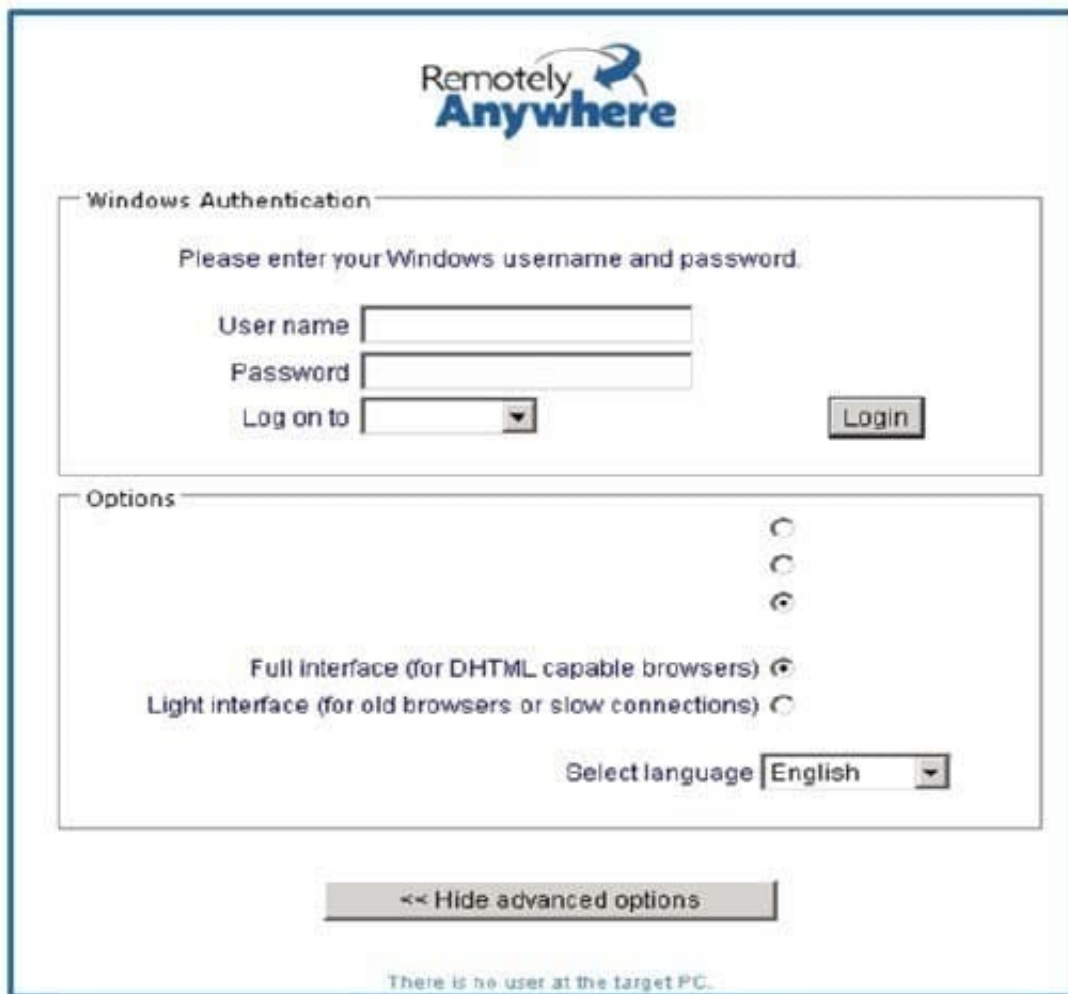 Remotely
Anywhere
Windows Authentication
Please enter your Windows username and password.
User name
Password
Log on to
Login
Options
Full interface (for DHTML capable browsers)
Light interface (for old browsers or slow connections)
Select language English
<< Hide advanced options
There is no user at the target PC.